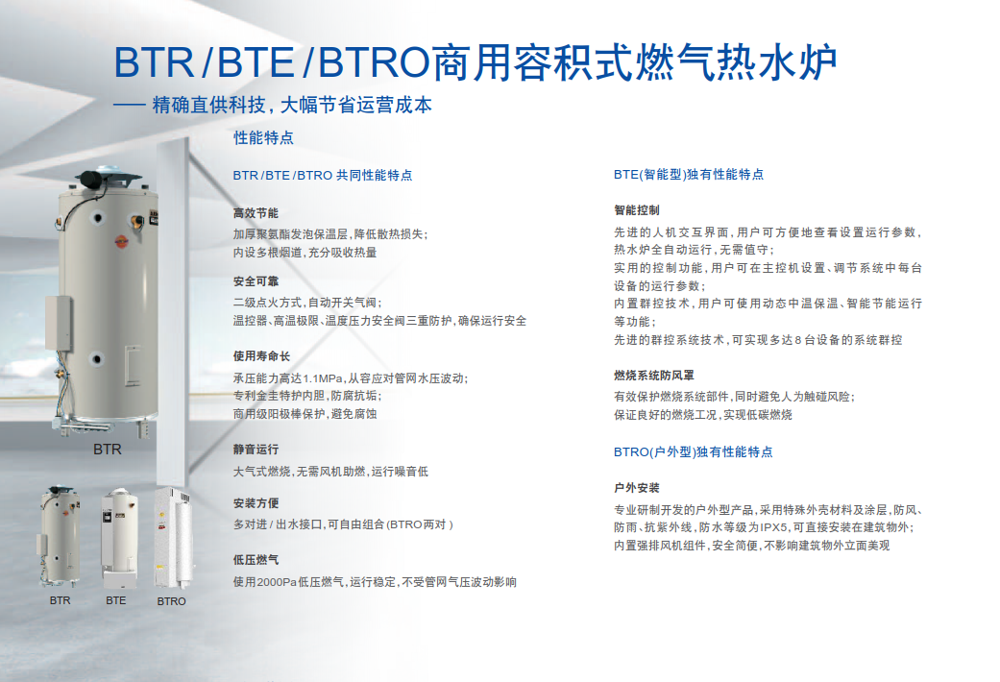 BTR/BTE/BTRO商用容积式燃气热水炉
—— 精确直供科技，大幅节省运营成本
性能特点
BTR/BTE/BTRO 共同性能特点
高效节能
加厚聚氨酯发泡保温层,降低散热损失；
内设多根烟道,充分吸收热量
安全可靠
二级点火方式,自动开关气阀；
温控器、高温极限、温度压力安全阀三重防护,确保运行安全
使用寿命长
承压能力高达1.1MPa,从容应对管网水压波动；
专利金圭特护内胆,防腐抗垢；
商用级阳极棒保护,避免腐蚀
静音运行
大气式燃烧,无需风机助燃,运行噪音低
安装方便
多对进/出水接口,可自由组合(BTRO两对)
低压燃气
使用2000Pa低压燃气,运行稳定,不受管网气压波动影响
BTE(智能型)独有性能特点
智能控制
先进的人机交互界面,用户可方便地查看设置运行参数,
热水炉全自动运行,无需值守；
实用的控制功能,用户可在主控机设置、调节系统中每台
设备的运行参数；
内置群控技术,用户可使用动态中温保温、智能节能运行
等功能；
先进的群控系统技术,可实现多达8台设备的系统群控
燃烧系统防风罩
有效保护燃烧系统部件,同时避免人为触碰风险；
保证良好的燃烧工况,实现低碳燃烧
BTRO(户外型)独有性能特点
户外安装
专业研制开发的户外型产品,采用特殊外壳材料及涂层,防风、
防雨、抗紫外线,防水等级为IPX5,可直接安装在建筑物外；
内置强排风机组件,安全简便,不影响建筑物外立面美观
BTR
BTR
BTE
BTRO